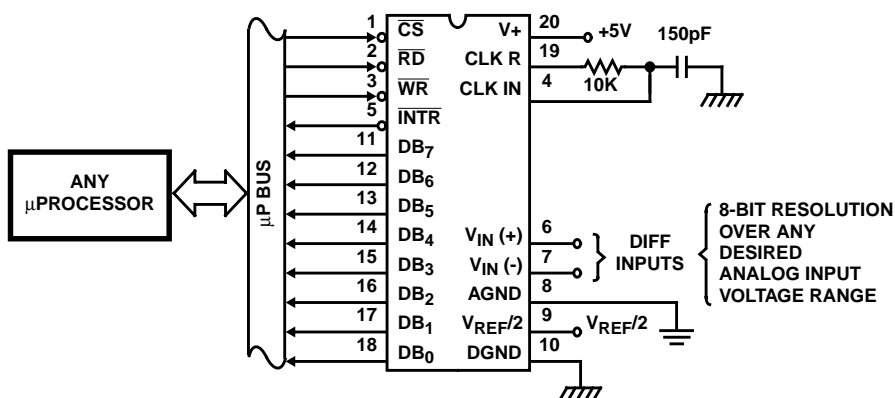 ANY
µPROCESSOR
µP BUS
1
2
3
5
11
12
13
14
15
16
17
18
CS
RD
WR
INTR
DB7
DB6
DB5
DB4
DB3
DB2
DB1
DB0
V+
CLK R
CLK IN
VIN (+)
VIN (-)
AGND
VREF/2
DGND
20
19
4
6
7
8
9
10
+5V
10K
150pF
DIFF
INPUTS
VREF/2
8-BIT RESOLUTION
OVER ANY
DESIRED
ANALOG INPUT
VOLTAGE RANGE